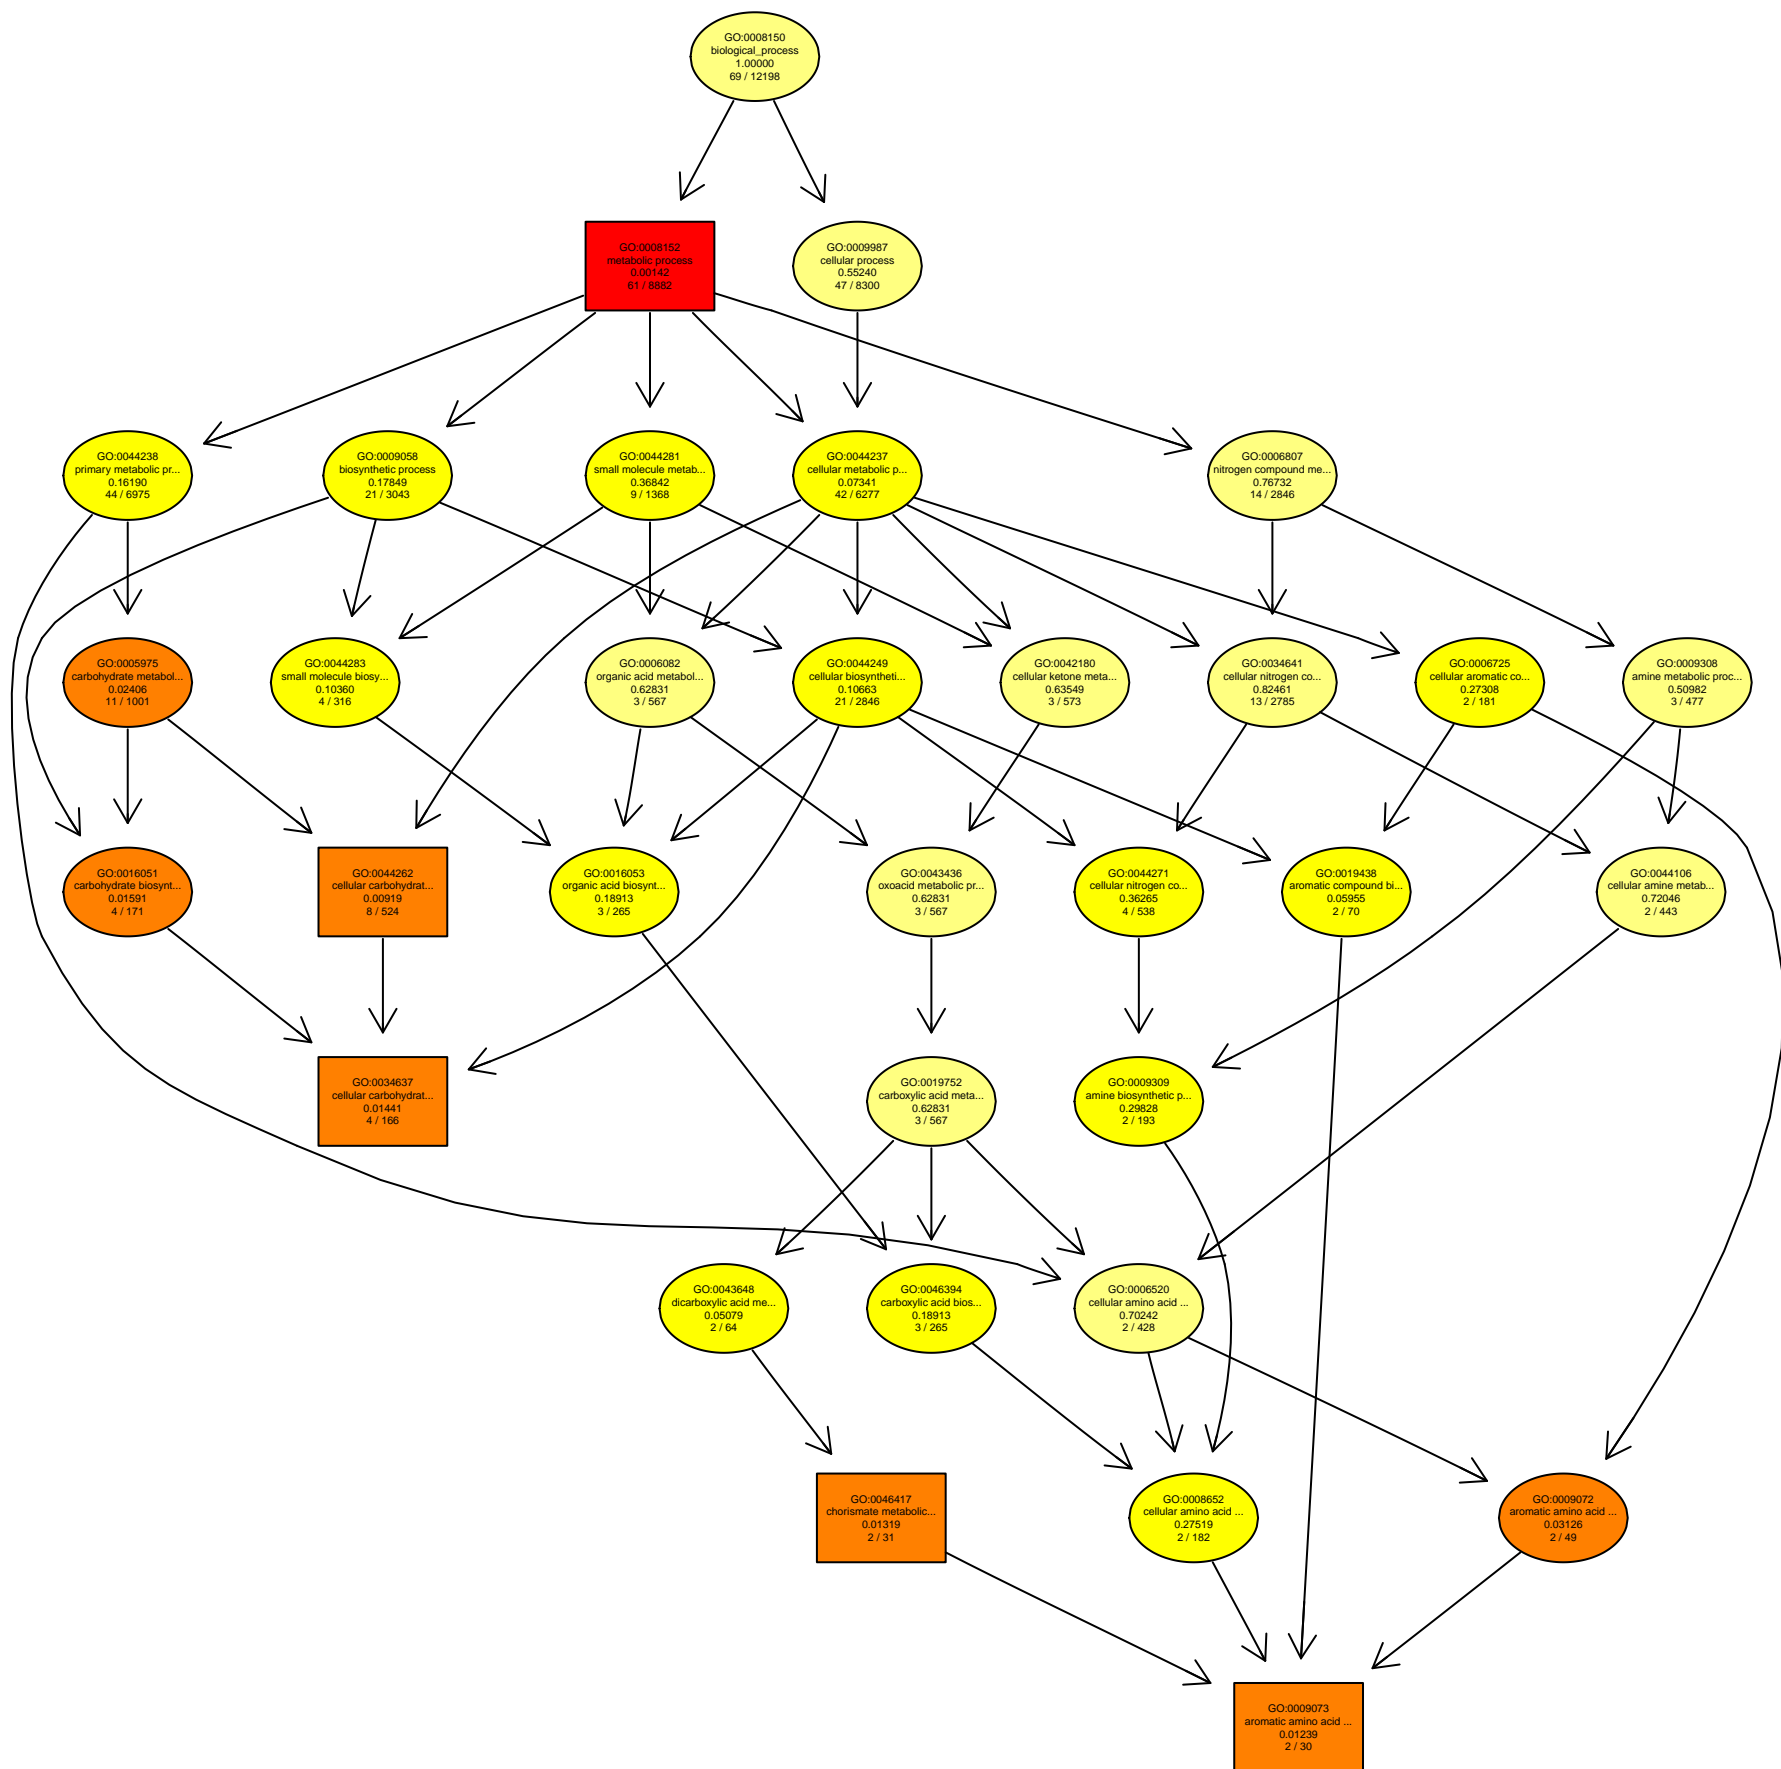 GO:0008150
biological_process
1.00000
69 / 12198
GO:0008152
metabolic process
0.00142
61 / 8882
GO:0009987
cellular process
0.55240
47 / 8300
GO:0044238
primary metabolic pr...
0.16190
44 / 6975
GO:0009058
biosynthetic process
0.17849
21 / 3043
GO:0044281
small molecule metab...
0.36842
9 / 1368
GO:0044237
cellular metabolic p...
0.07341
42 / 6277
GO:0006807
nitrogen compound me...
0.76732
14 / 2846
GO:0005975
carbohydrate metabol...
0.02406
11 / 1001
GO:0044283
small molecule biosy...
0.10360
4 / 316
GO:0006082
organic acid metabol...
0.62831
3 / 567
GO:0044249
cellular biosyntheti...
0.10663
21 / 2846
GO:0042180
cellular ketone meta...
0.63549
3 / 573
GO:0034641
cellular nitrogen co...
0.82461
13 / 2785
GO:0006725
cellular aromatic co...
0.27308
2 / 181
GO:0009308
amine metabolic proc...
0.50982
3 / 477
GO:0016051
carbohydrate biosynt...
0.01591
4 / 171
GO:0044262
cellular carbohydrat...
0.00919
8 / 524
GO:0016053
organic acid biosynt...
0.18913
3 / 265
GO:0043436
oxoacid metabolic pr...
0.62831
3 / 567
GO:0044271
cellular nitrogen co...
0.36265
4 / 538
GO:0019438
aromatic compound bi...
0.05955
2 / 70
GO:0044106
cellular amine metab...
0.72046
2 / 443
GO:0034637
cellular carbohydrat...
0.01441
4 / 166
GO:0019752
carboxylic acid meta...
0.62831
3 / 567
GO:0009309
amine biosynthetic p...
0.29828
2 / 193
GO:0043648
dicarboxylic acid me...
0.05079
2 / 64
GO:0046394
carboxylic acid bios...
0.18913
3 / 265
GO:0006520
cellular amino acid ...
0.70242
2 / 428
GO:0046417
chorismate metabolic...
0.01319
2 / 31
GO:0008652
cellular amino acid ...
0.27519
2 / 182
GO:0009072
aromatic amino acid ...
0.03126
2 / 49
GO:0009073
aromatic amino acid ...
0.01239
2 / 30